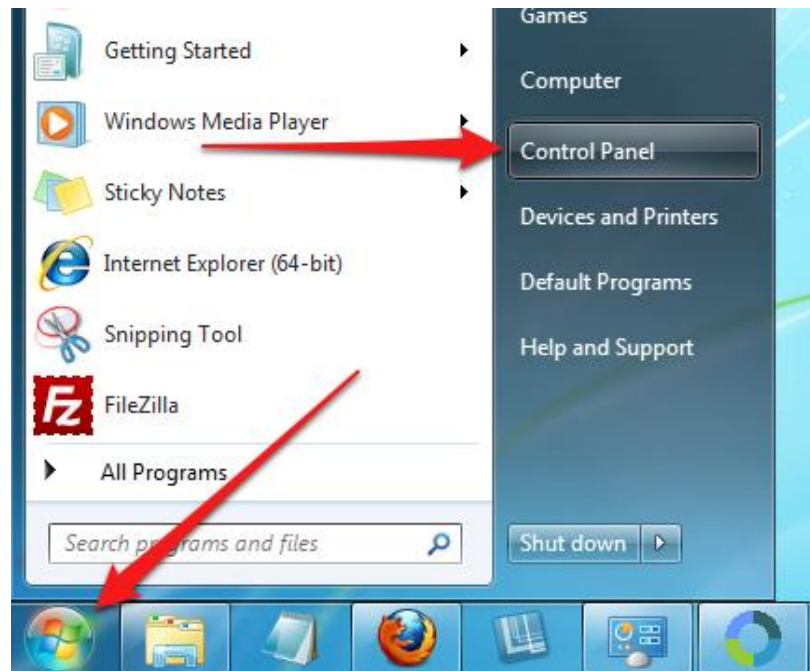 Getting Started
Windows Media Player
Sticky Notes
Internet Explorer (64-bit)
Snipping Tool
Fz
FileZilla
All Programs
Search programs and files
Games
Computer
Control Panel
Devices and Printers
Default Programs
Help and Support
Shut down